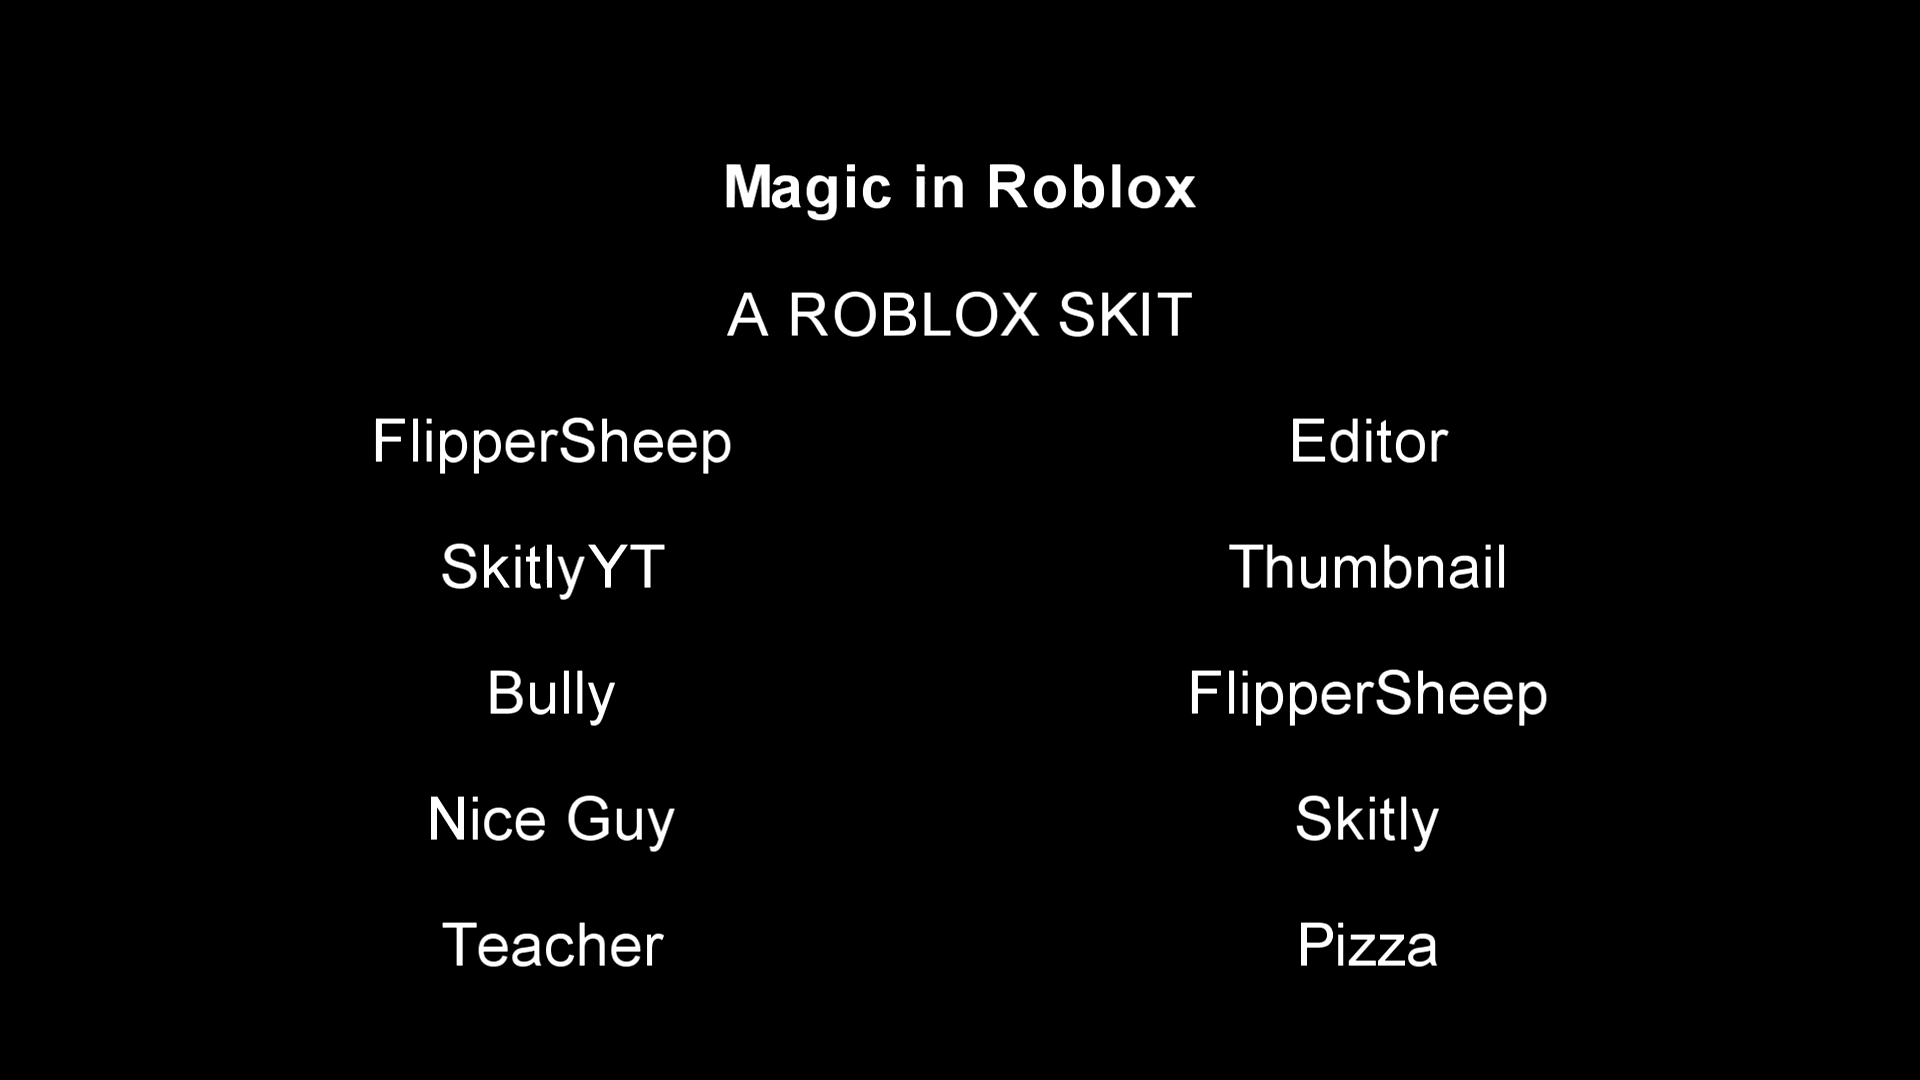 Magic in Roblox
A ROBLOX SKIT
FlipperSheep Editor
SkitlyYT Thumbnail
Bully FlipperSheep
Nice Guy Skitly
Teacher Pizza